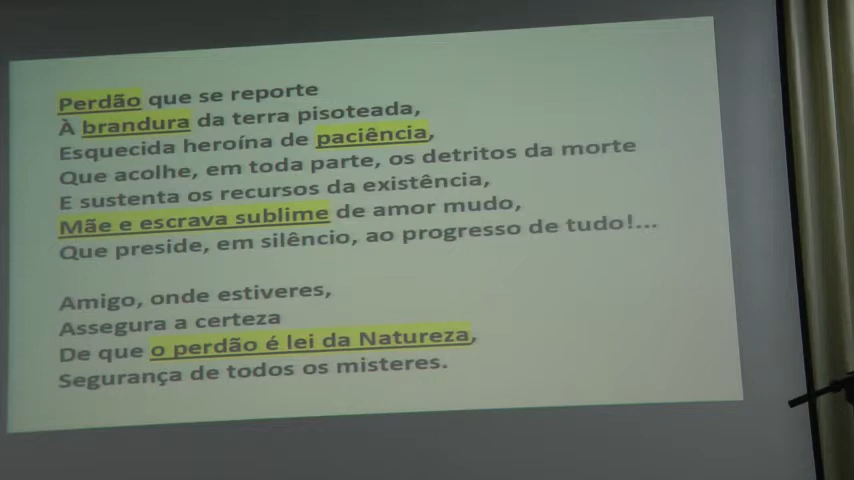 Perdão que se reporte
À brandura da terra pisoteada,
Esquecida heroína de paciência,
Que acolhe, em toda parte, os detritos da morte
E sustenta os recursos da existência,
Mãe e escrava sublime de amor mudo,
Que preside, em silêncio, ao progresso de tudo!...
Amigo, onde estiveres,
Assegura a certeza
De que o perdão é lei da Natureza,
Segurança de todos os misteres.